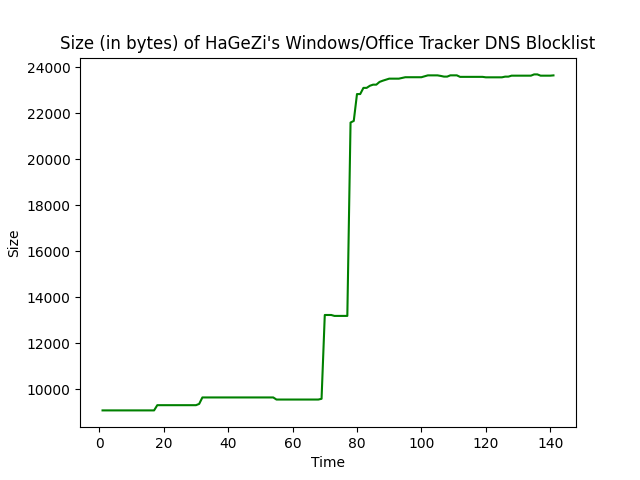 Size (in bytes) of HaGeZi's Windows/Office Tracker DNS Blocklist
24000
22000
20000
18000
16000
14000
12000
10000
Size
0 20 40 60 80 100 120 140
Time